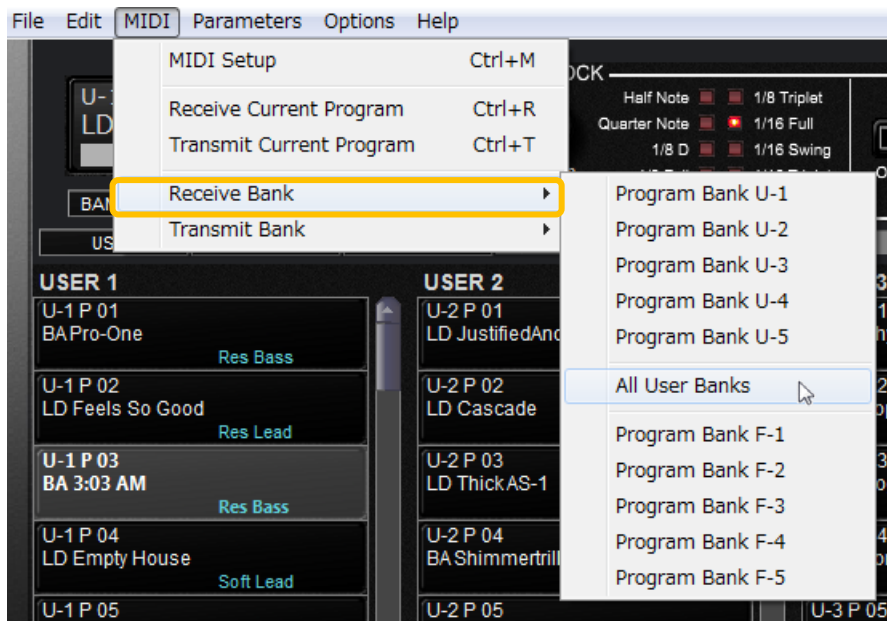 File Edit MIDI Parameters Options Help
MIDI Setup Ctrl+M
Receive Current Program Ctrl+R
Transmit Current Program Ctrl+T
Receive Bank
Transmit Bank
Program Bank U-1
Program Bank U-2
Program Bank U-3
Program Bank U-4
Program Bank U-5
All User Banks
Program Bank F-1
Program Bank F-2
Program Bank F-3
Program Bank F-4
Program Bank F-5
Half Note 1/8 Triplet
Quarter Note 1/16 Full
1/8 D 1/16 Swing
LD
USER 1
U-1 P 01
BA Pro-One
Res Bass
U-1 P 02
LD Feels So Good
Res Lead
U-1 P 03
BA 3:03 AM
Res Bass
U-1 P 04
LD Empty House
Soft Lead
U-1 P 05
USER 2
U-2 P 01
LD JustifiedAnd
U-2 P 02
LD Cascade
U-2 P 03
LD ThickAS-1
U-2 P 04
BA Shimmertrill
U-2 P 05
U-3 P 05